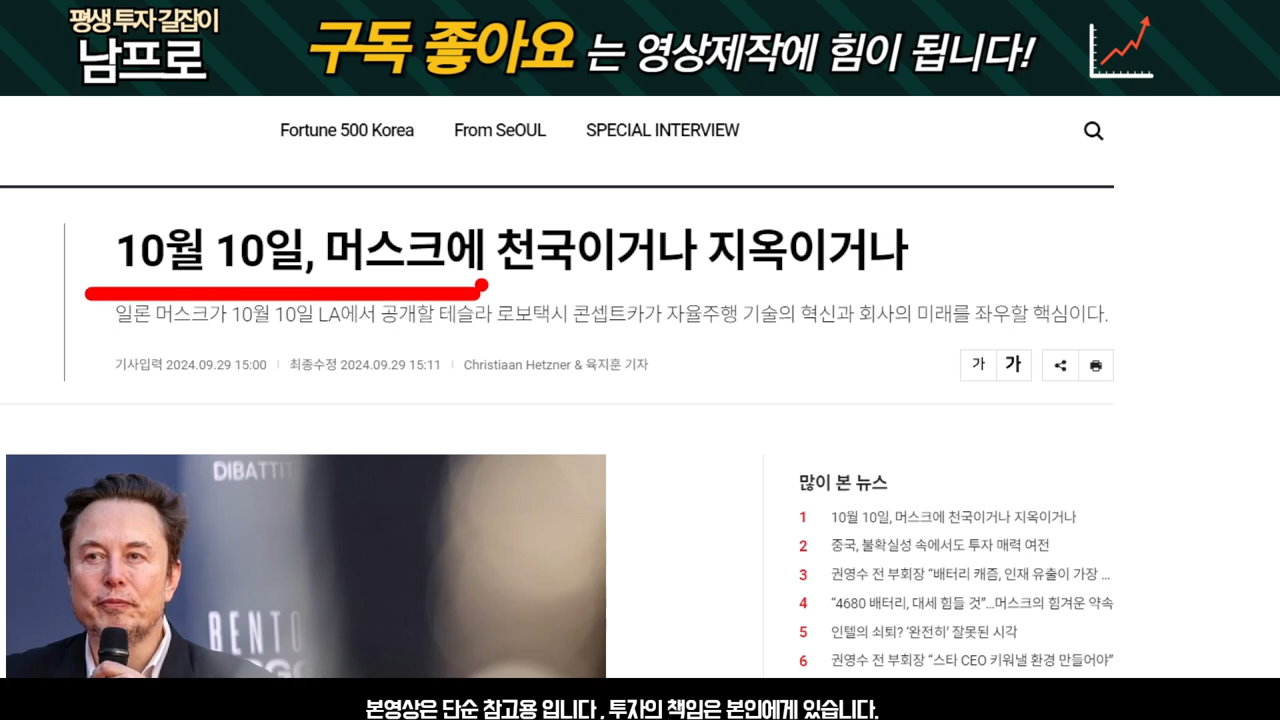 평생 투자 길잡이
남프로
구독 좋아요 는 영상제작에 힘이 됩니다!
Fortune 500 Korea From SeOUL SPECIAL INTERVIEW
10월 10일, 머스크에 천국이거나 지옥이거나
일론 머스크가 10월 10일 LA에서 공개할 테슬라 로보택시 콘셉트카가 자율주행 기술의 혁신과 회사의 미래를 좌우할 핵심이다.
기사입력 2024.09.29 15:00 최종수정 2024.09.29 15:11 Christiaan Hetzner & 육지훈 기자
가 가
DIBATTIT
BENTO
많이 본 뉴스
1 10월 10일, 머스크에 천국이거나 지옥이거나
2 중국, 불확실성 속에서도 투자 매력 여전
3 권영수 전 부회장 “배터리 캐즘, 인재 유출이 가장 ...
4 “4680 배터리, 대세 힘들 것”…머스크의 힘겨운 약속
5 인텔의 쇠퇴? ‘완전히’ 잘못된 시각
6 권영수 전 부회장 “스타 CEO 키워낼 환경 만들어야”
본영상은 단순 참고용 입니다 , 투자의 책임은 본인에게 있습니다.